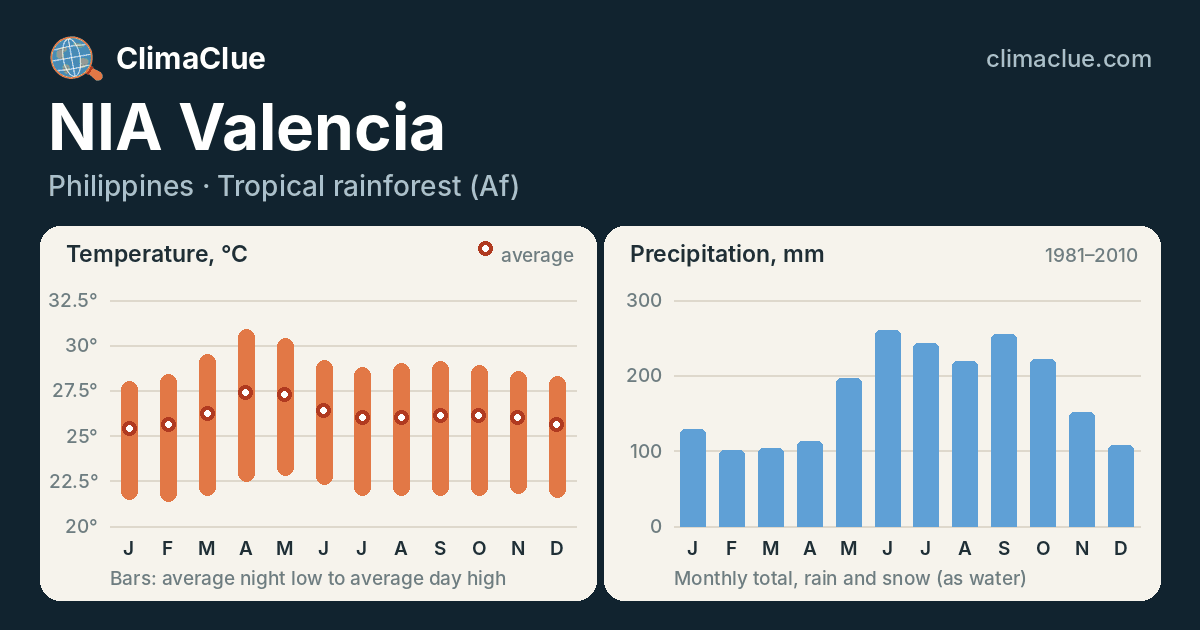 ClimaClue
climaclue.com
NIA Valencia
Philippines · Tropical rainforest (Af)
Temperature, °C
average
32.5°
30°
27.5°
25°
22.5°
20°
J F M A M J J A S O N D
Bars: average night low to average day high
Precipitation, mm
1981–2010
300
200
100
0
J F M A M J J A S O N D
Monthly total, rain and snow (as water)